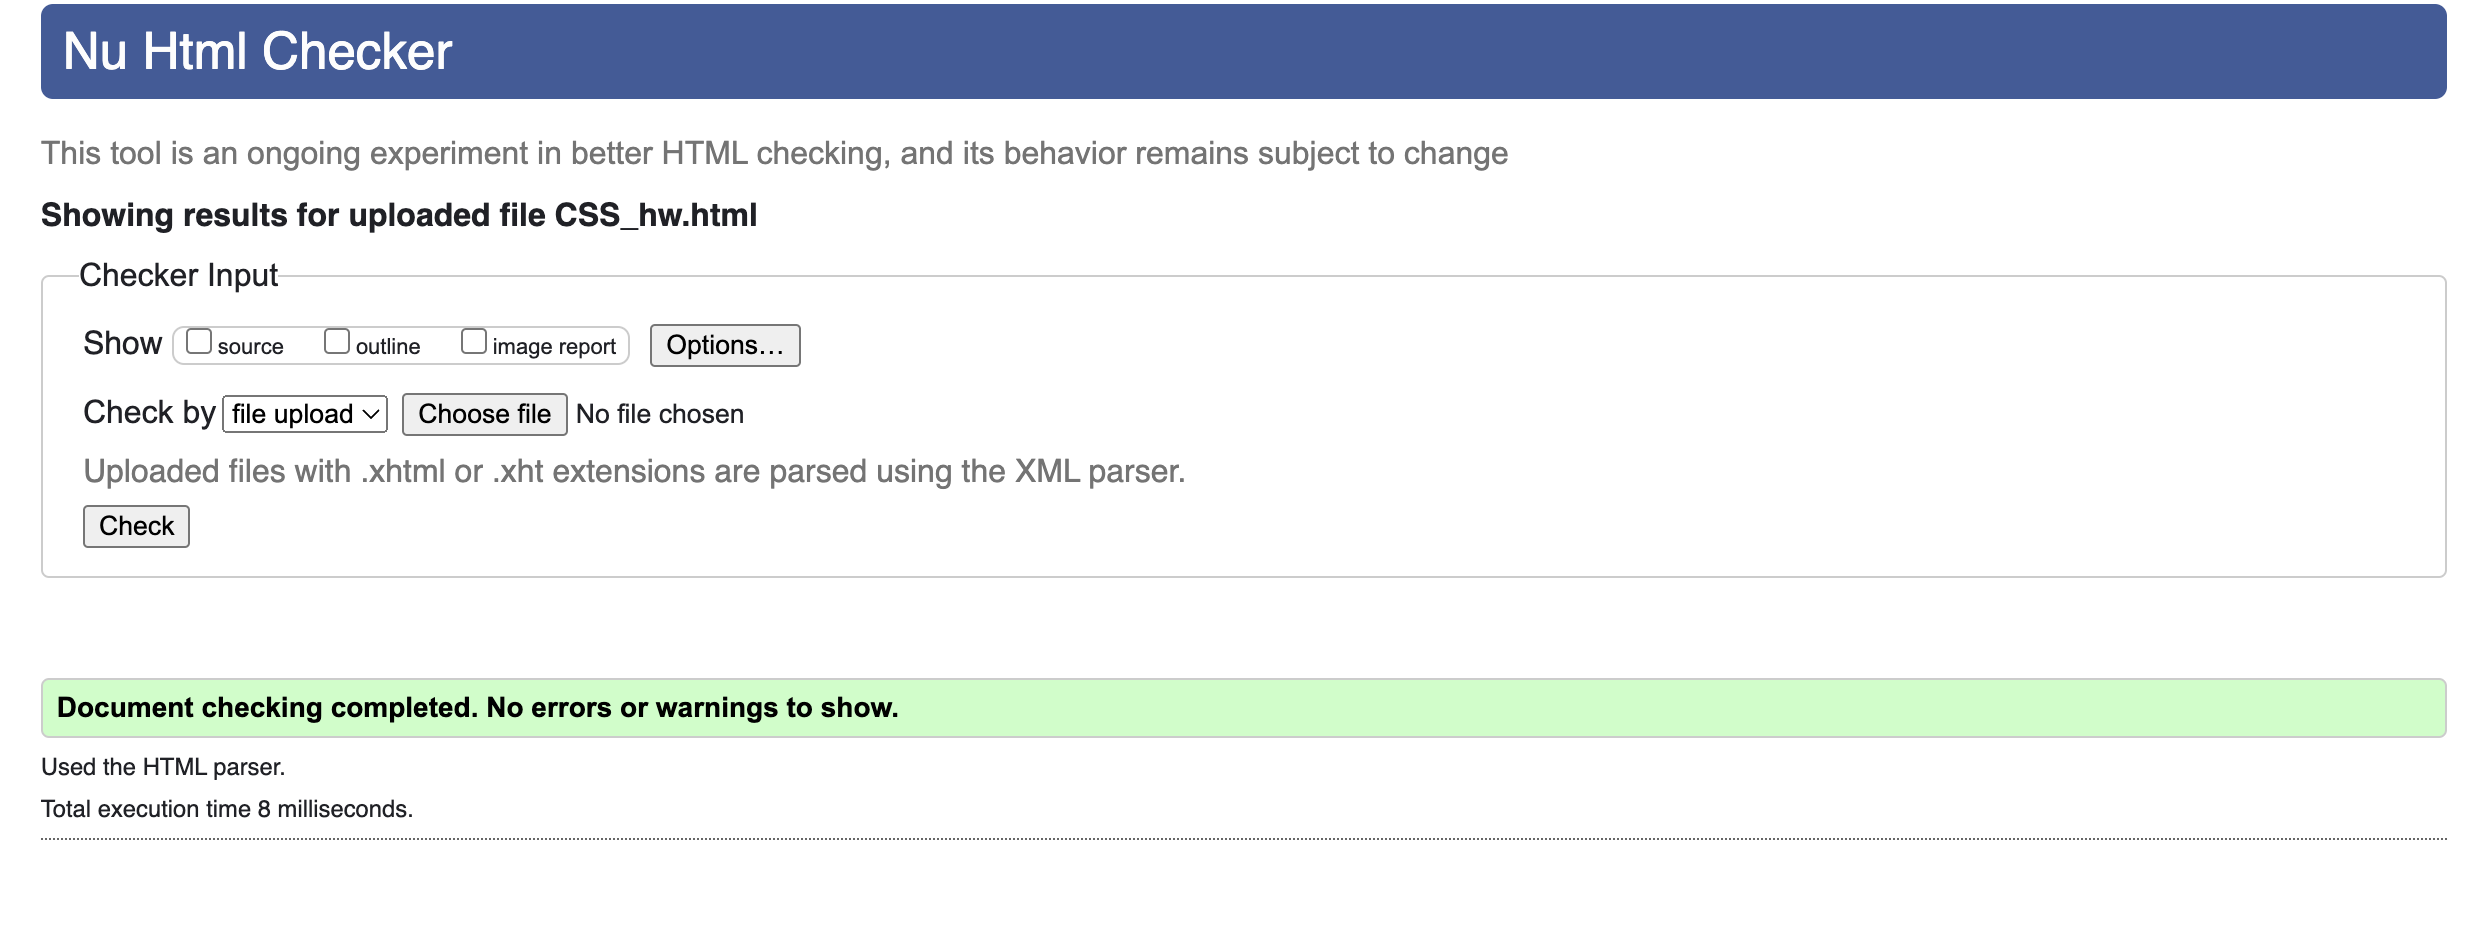 Nu Html Checker
This tool is an ongoing experiment in better HTML checking, and its behavior remains subject to change
Showing results for uploaded file CSS_hw.html
Checker Input
Show source outline image report Options...
Check by file upload Choose file No file chosen
Uploaded files with .xhtml or .xht extensions are parsed using the XML parser.
Check
Document checking completed. No errors or warnings to show.
Used the HTML parser.
Total execution time 8 milliseconds.